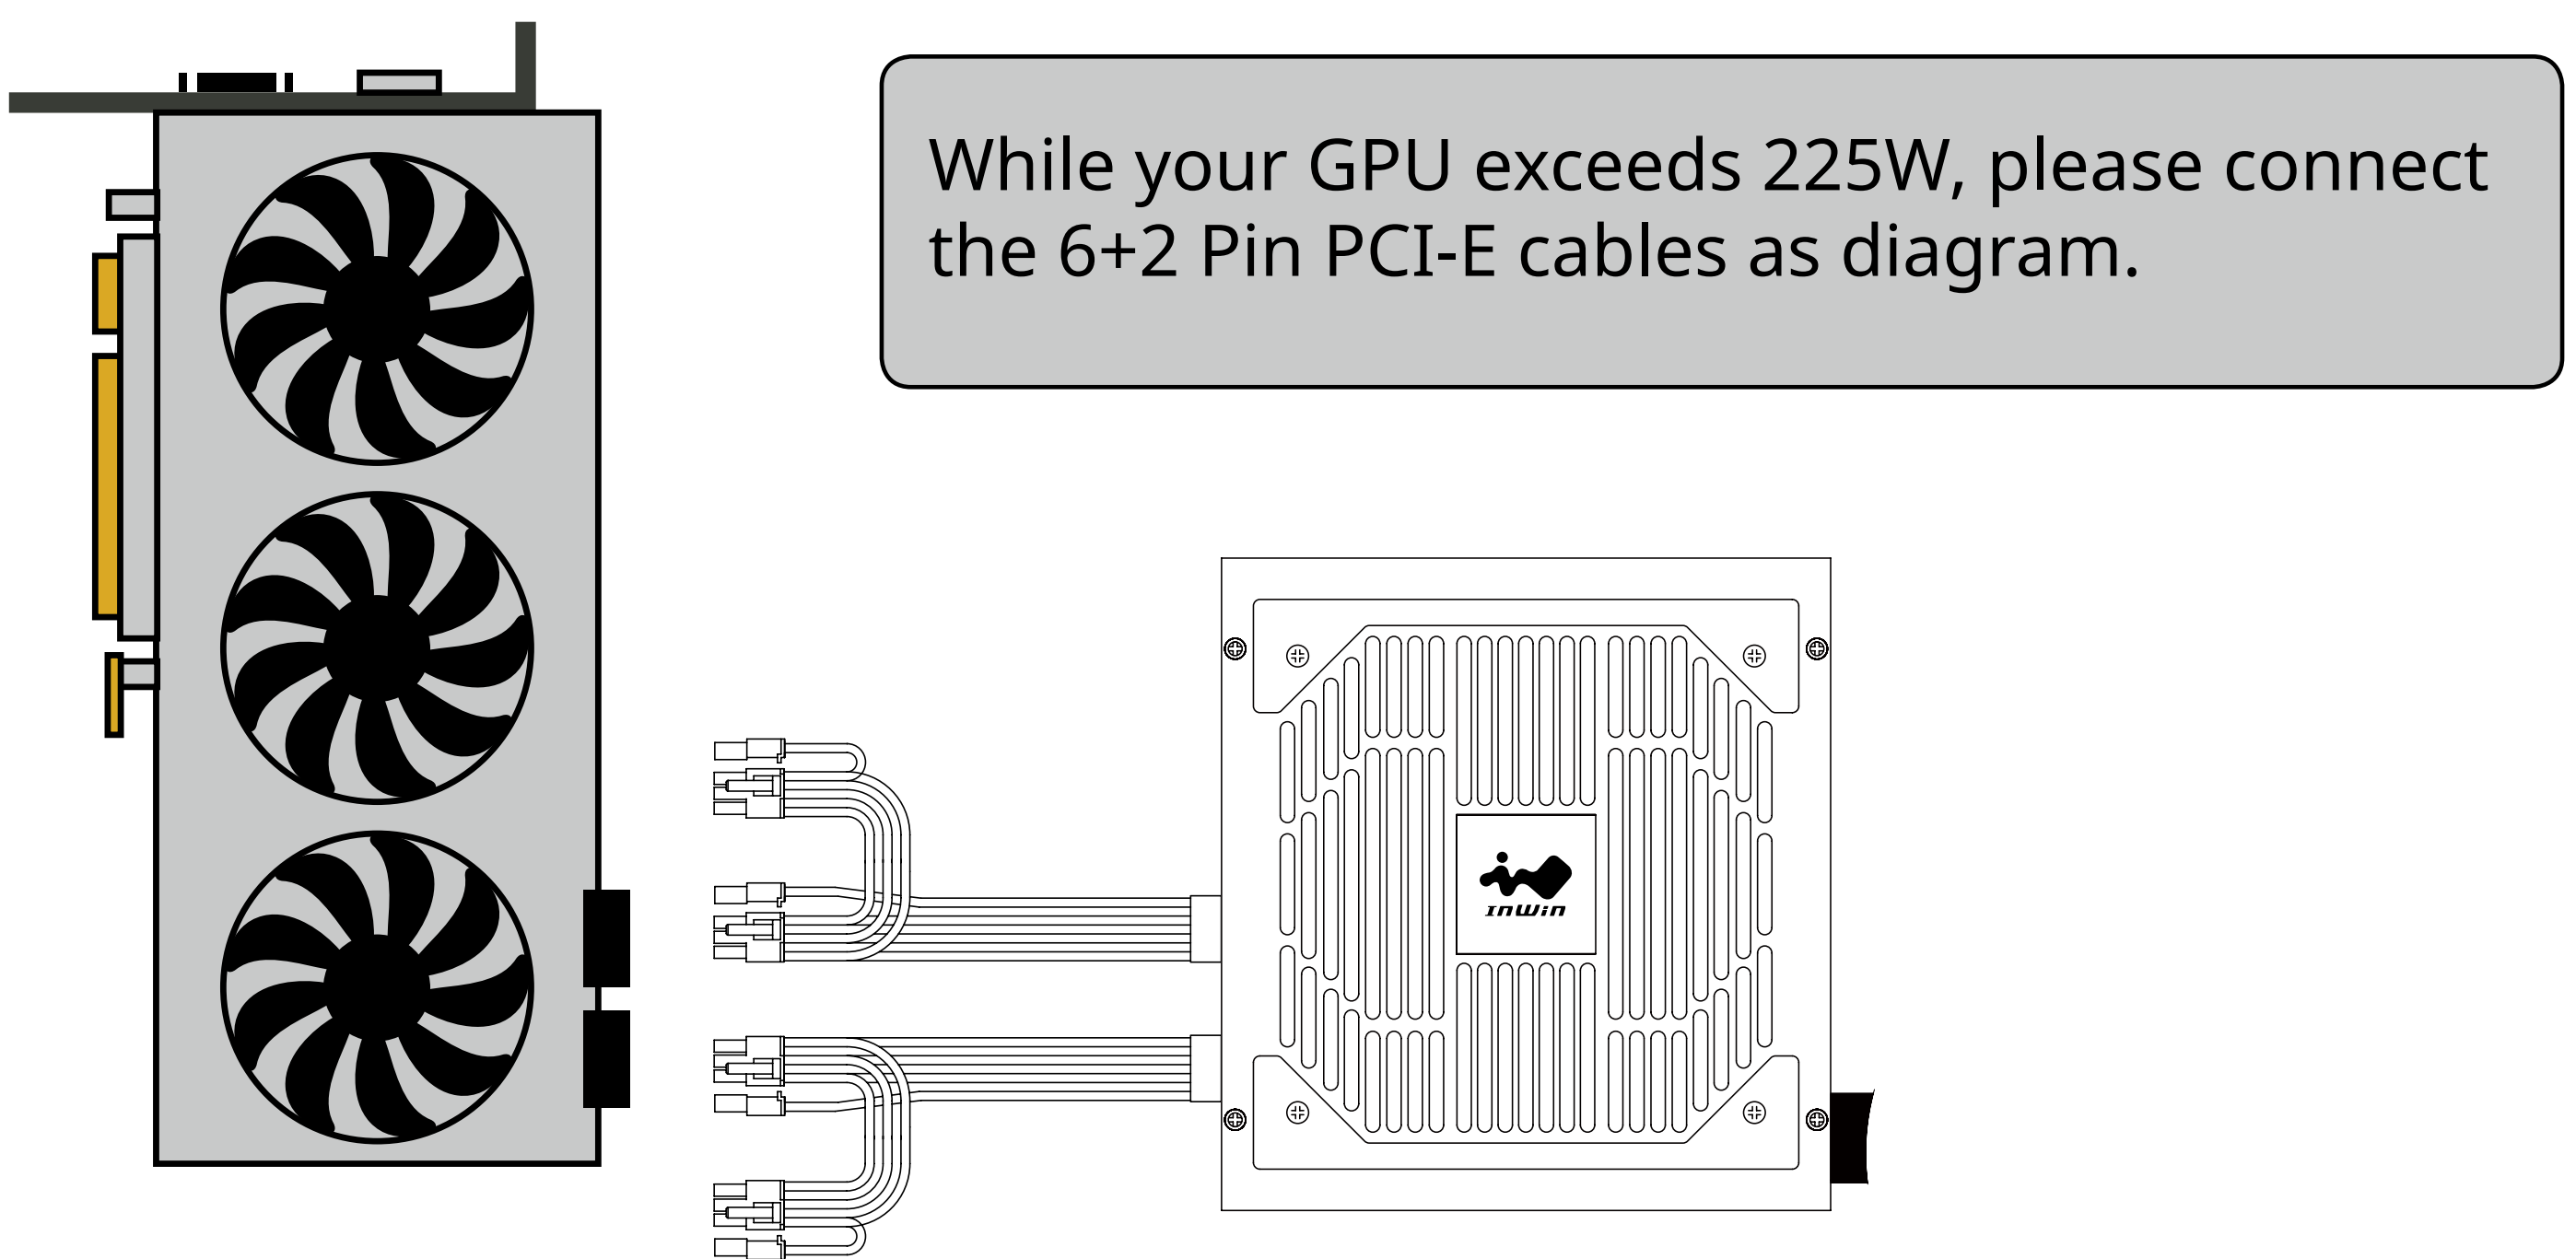 While your GPU exceeds 225W, please connect
the 6+2 Pin PCI-E cables as diagram.
InWin